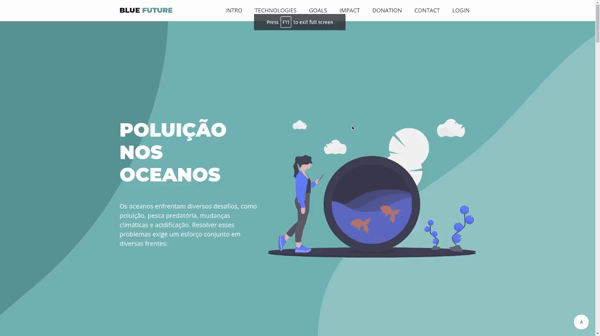 BLUE FUTURE
INTRO TECHNOLOGIES GOALS IMPACT DONATION CONTACT LOGIN
Press F11 to exit full screen
POLUIÇÃO
NOS
OCEANOS
Os oceanos enfrentam diversos desafios, como
poluição, pesca predatória, mudanças
climáticas e acidificação. Resolver esses
problemas exige um esforço conjunto em
diversas frentes: